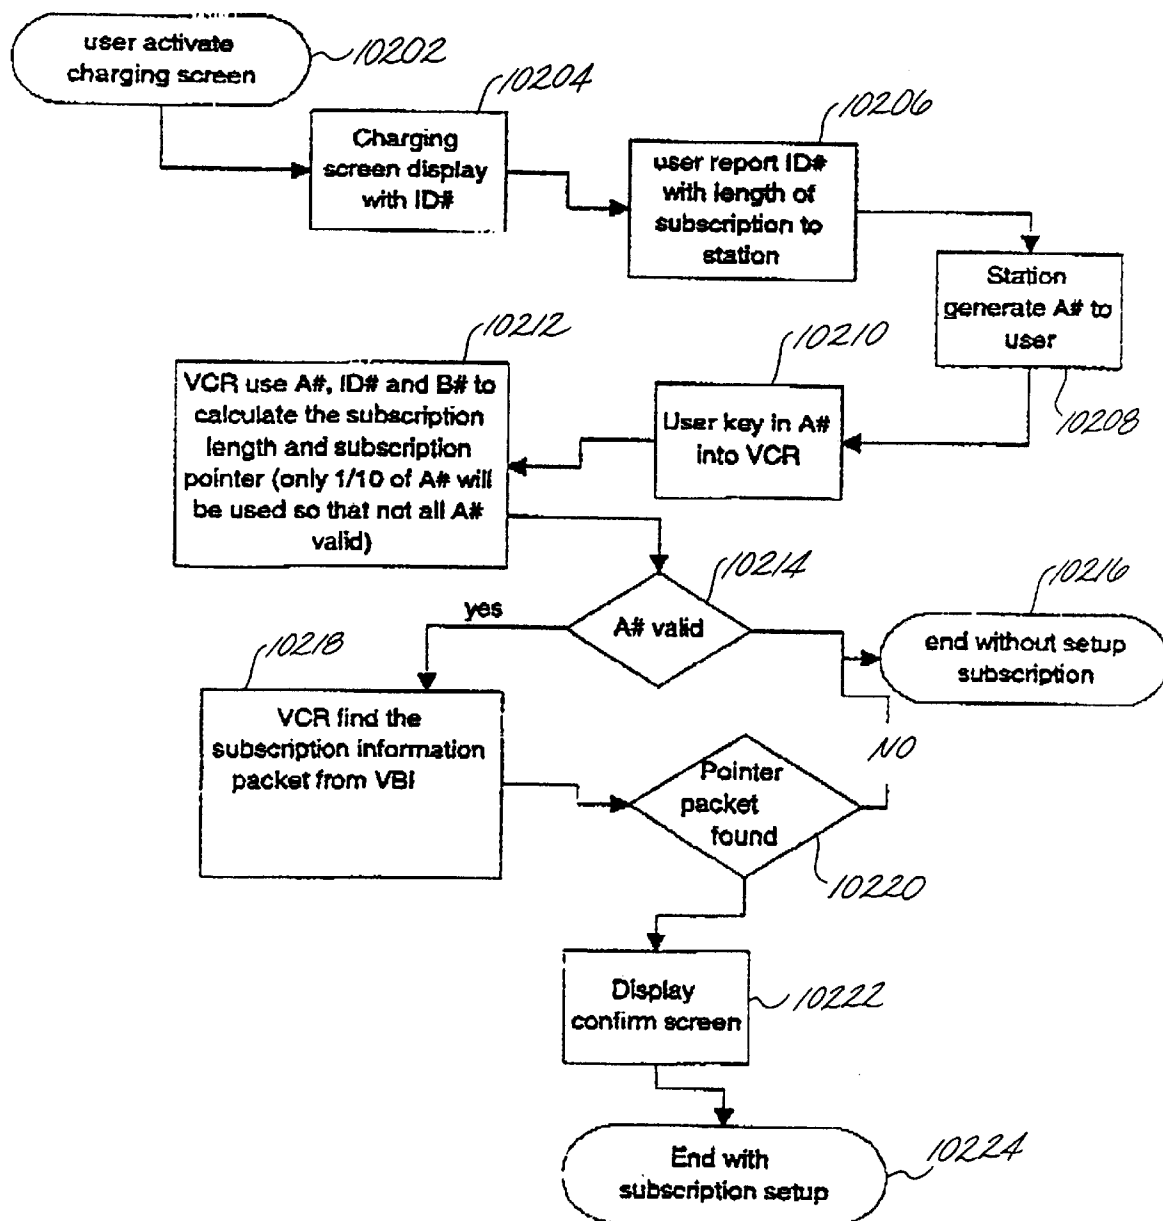 user activate
charging screen
10202
10204
Charging
screen display
with ID#
10206
user report ID#
with length of
subscription to
station
Station
generate A# to
user
10208
10210
User key in A#
into VCR
10212
VCR use A#, ID# and B# to
calculate the subscription
length and subscription
pointer (only 1/10 of A# will
be used so that not all A#
valid)
10214
A# valid
yes
10216
end without setup
subscription
10218
VCR find the
subscription information
packet from VBI
NO
Pointer
packet
found
10220
Display
confirm screen
10222
End with
subscription setup
10224